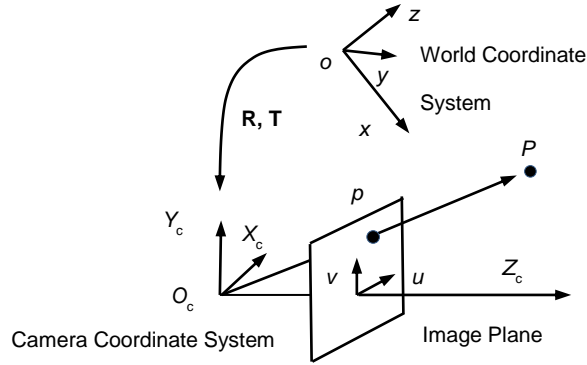 z
o
World Coordinate
y
System
R, T
x
P
p
Yc
Xc
v
u
Zc
Oc
Camera Coordinate System
Image Plane